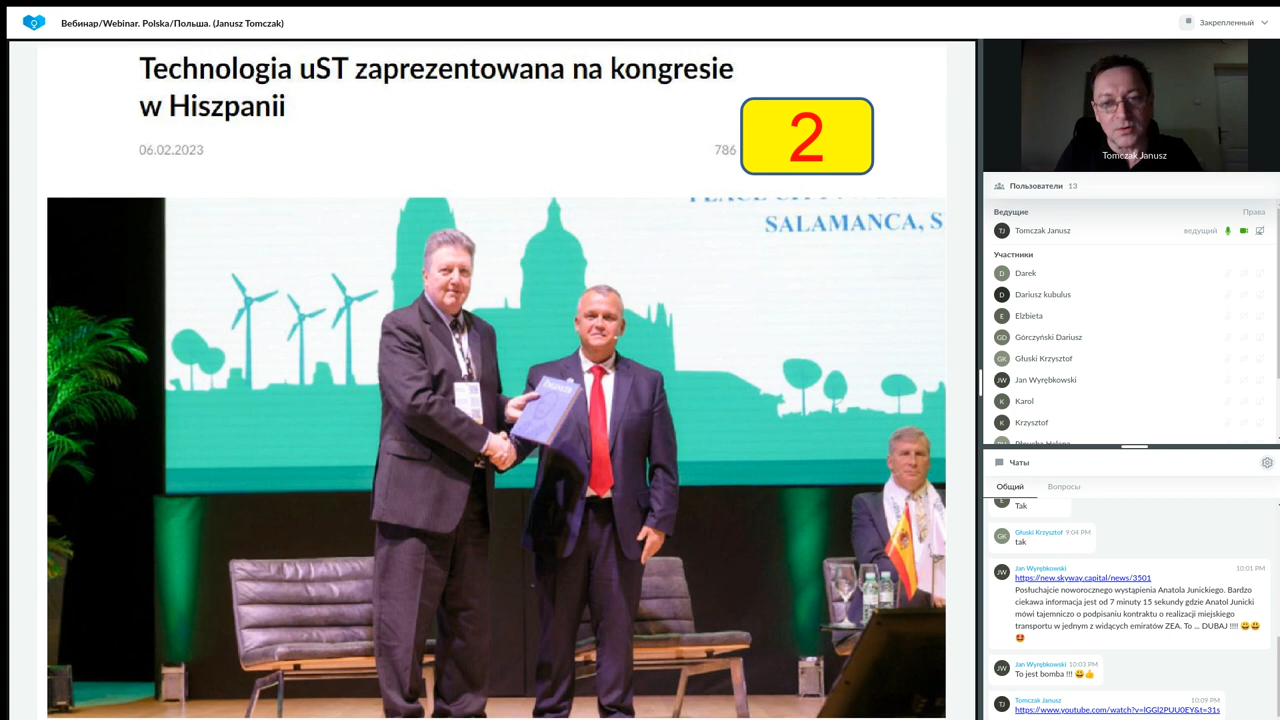 Вебинар/Webinar. Polska/Польша. (Janusz Tomczak)
Закрепленный
Technologia uST zaprezentowana na kongresie
w Hiszpanii
06.02.2023
786
2
SALAMANCA, S
Tomczak Janusz
Пользователи 13
Ведущие
Права
TJ
Tomczak Janusz
ведущий
Участники
D
Darek
D
Dariusz kubulus
E
Elżbieta
GD
Górczyński Dariusz
GK
Głuski Krzysztof
JW
Jan Wyrębkowski
K
Karol
K
Krzysztof
Чаты
Общий
Вопросы
E
Tak
GK
Głuski Krzysztof 9:04 PM
tak
JW
Jan Wyrębkowski 10:01 PM
https://new.skyway.capital/news/3501
Posłuchajcie noworocznego wystąpienia Anatola Junickiego. Bardzo
ciekawa informacja jest od 7 minuty 15 sekundy gdzie Anatol Junicki
mówi tajemniczo o podpisaniu kontraktu o realizacji miejskiego
transportu w jednym z widących emiratów ZEA. To ... DUBAJ !!!! 😀😃
🤩
JW
Jan Wyrębkowski 10:03 PM
To jest bomba !!! 😀👍
TJ
Tomczak Janusz 10:09 PM
https://www.youtube.com/watch?v=lGGl2PUU0EY&t=31s